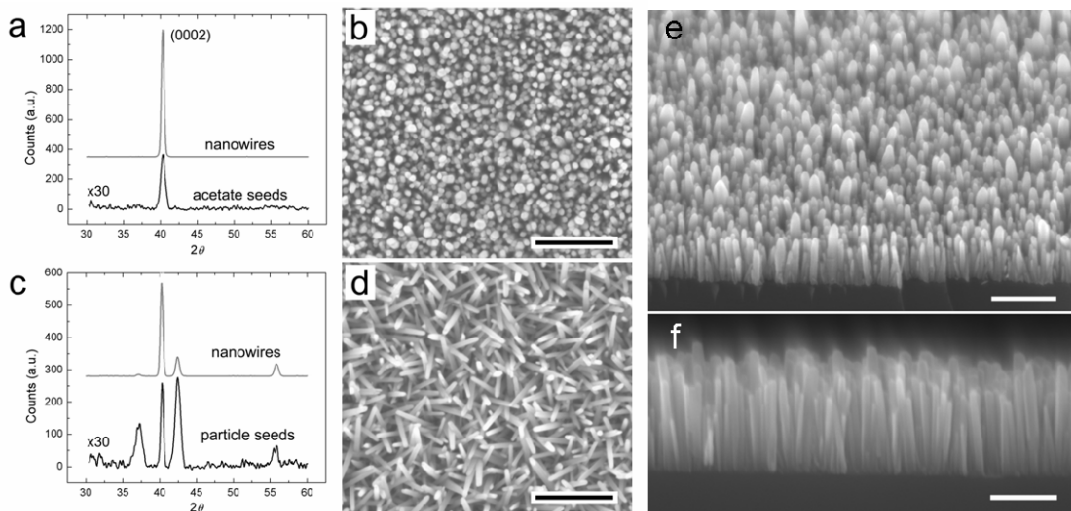 a
1200
1000
800
600
400
200
0
Counts (a.u.)
(0002)
nanowires
x30
acetate seeds
30 35 40 45 50 55 60
2θ
b
c
600
500
400
300
200
100
0
Counts (a.u.)
nanowires
x30
particle seeds
30 35 40 45 50 55 60
2θ
d
e
f